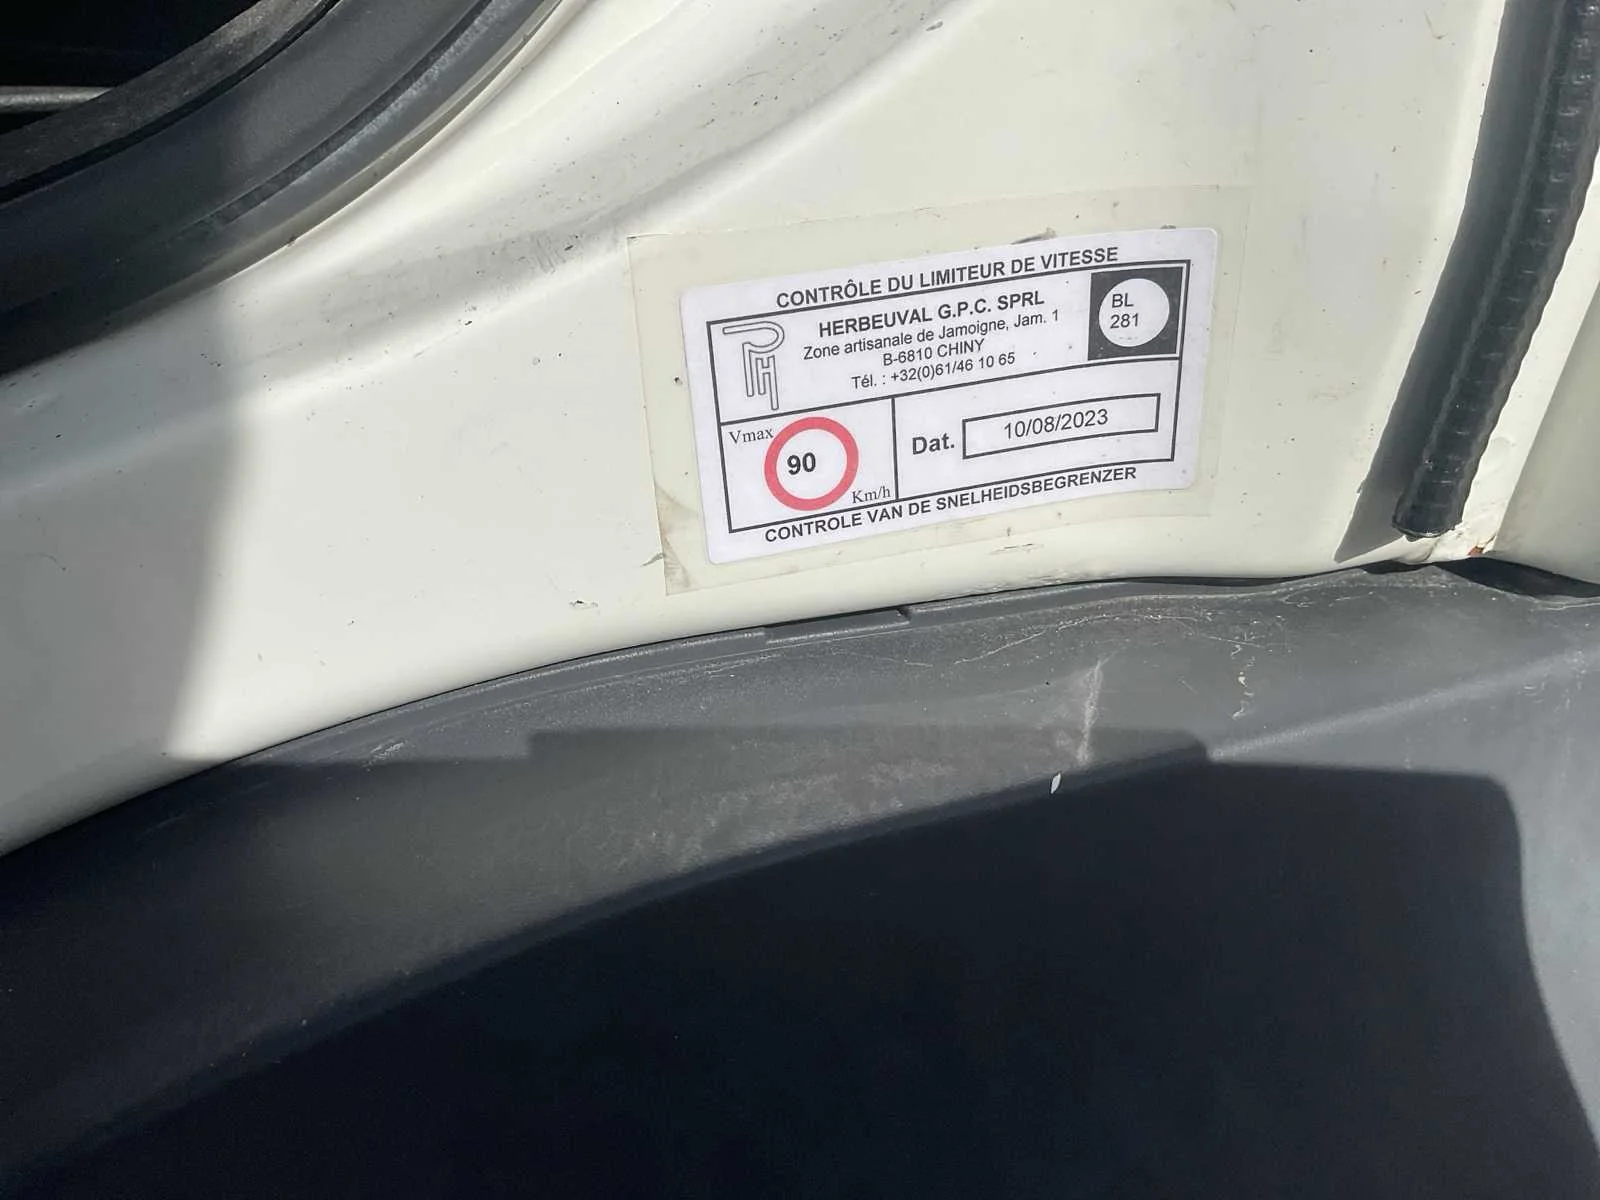 CONTRÔLE DU LIMITEUR DE VITESSE
HERBEUVAL G.P.C. SPRL
Zone artisanale de Jamoigne, Jam. 1
B-6810 CHINY
Tél. : +32(0)61/46 10 65
BL
281
Vmax
90
Km/h
Dat.
10/08/2023
CONTROLE VAN DE SNELHEIDSBEGRENZER